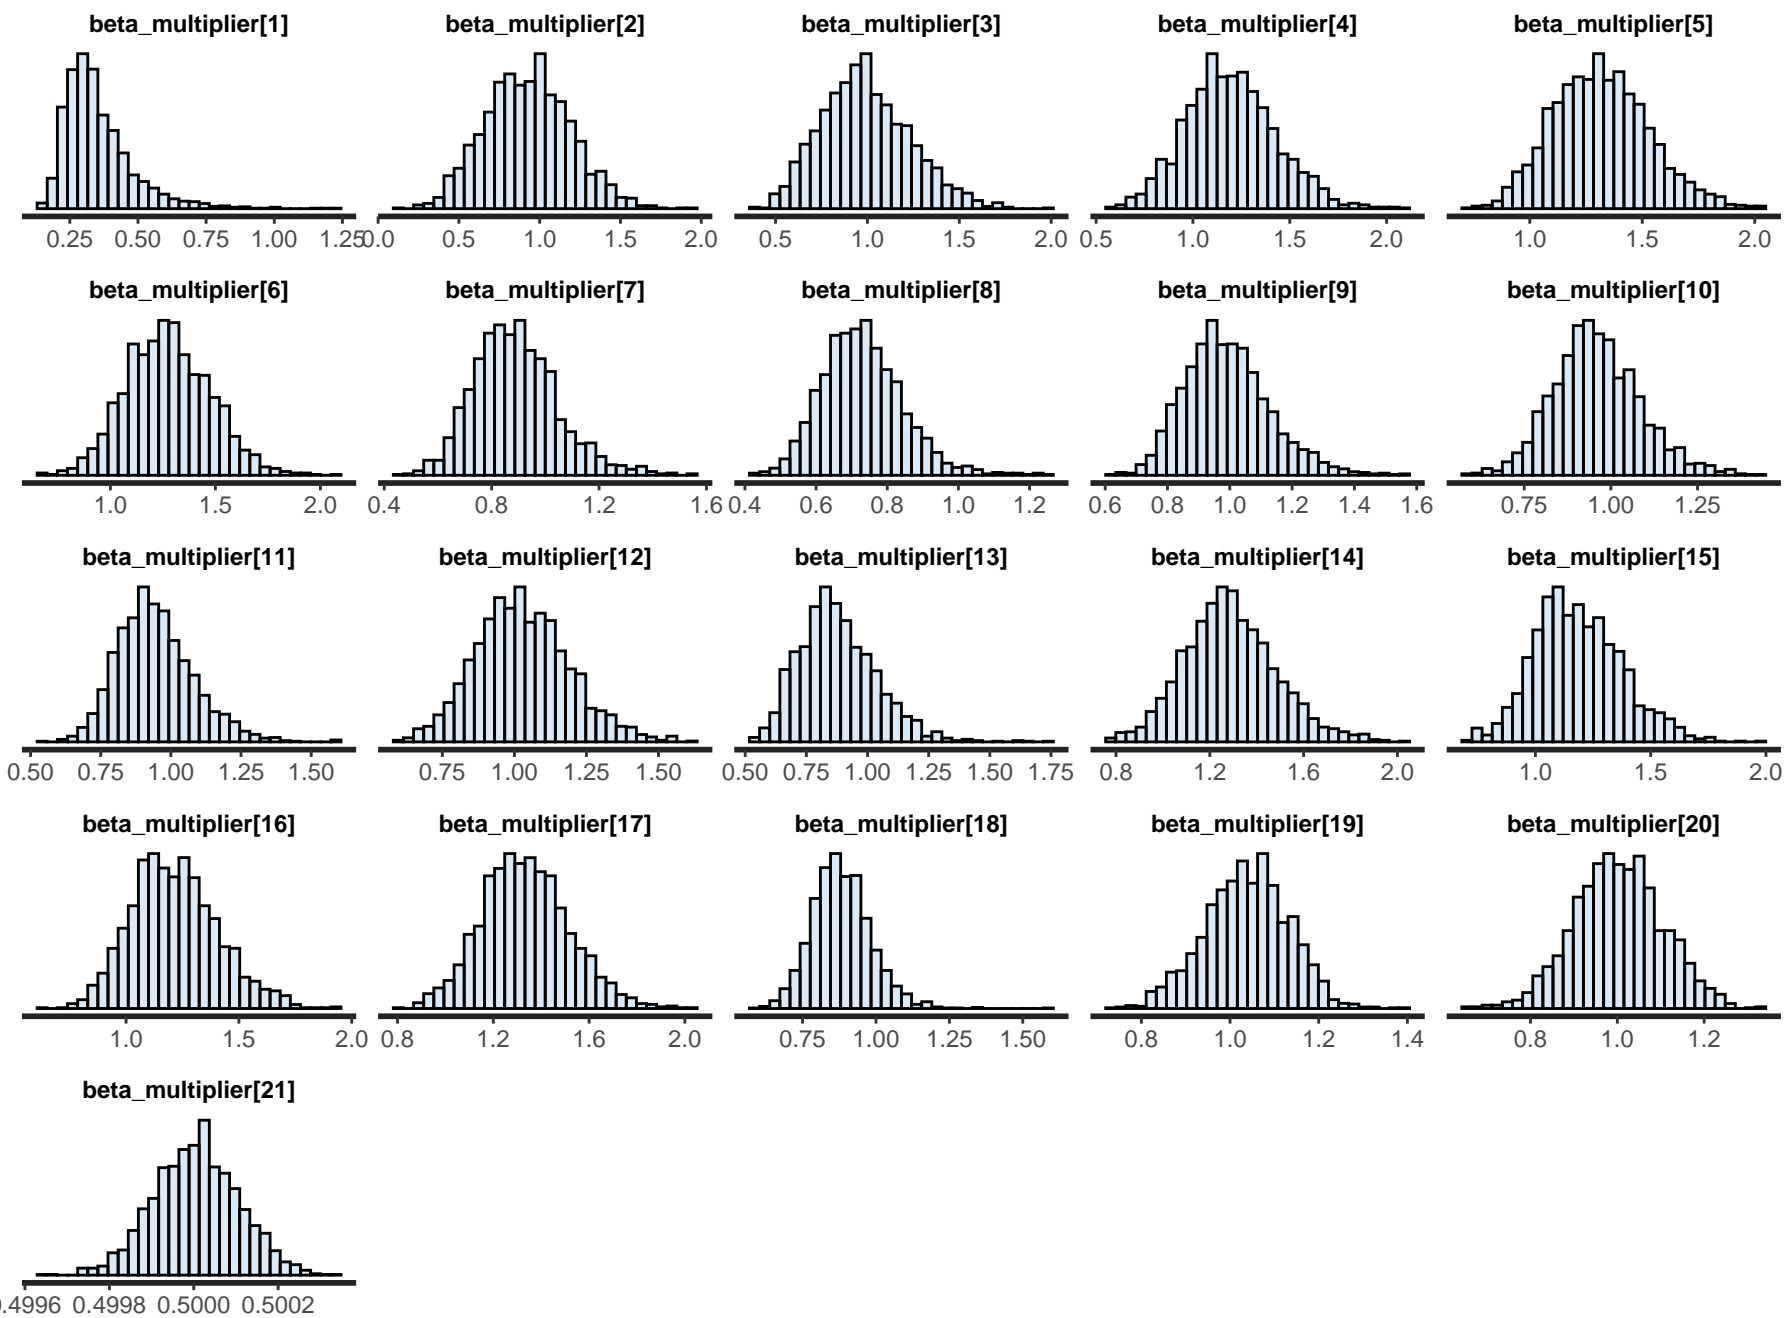 beta_multiplier[1] beta_multiplier[2] beta_multiplier[3] beta_multiplier[4] beta_multiplier[5]
0.25 0.50 0.75 1.00 1.25 0.0 0.5 1.0 1.5 2.0 0.5 1.0 1.5 2.0 0.5 1.0 1.5 2.0 1.0 1.5 2.0
beta_multiplier[6] beta_multiplier[7] beta_multiplier[8] beta_multiplier[9] beta_multiplier[10]
1.0 1.5 2.0 0.4 0.8 1.2 1.6 0.4 0.6 0.8 1.0 1.2 0.6 0.8 1.0 1.2 1.4 1.6 0.75 1.00 1.25
beta_multiplier[11] beta_multiplier[12] beta_multiplier[13] beta_multiplier[14] beta_multiplier[15]
0.50 0.75 1.00 1.25 1.50 0.75 1.00 1.25 1.50 0.50 0.75 1.00 1.25 1.50 1.75 0.8 1.2 1.6 2.0 1.0 1.5 2.0
beta_multiplier[16] beta_multiplier[17] beta_multiplier[18] beta_multiplier[19] beta_multiplier[20]
1.0 1.5 2.0 0.8 1.2 1.6 2.0 0.75 1.00 1.25 1.50 0.8 1.0 1.2 1.4 0.8 1.0 1.2
beta_multiplier[21]
.4996 0.4998 0.5000 0.5002